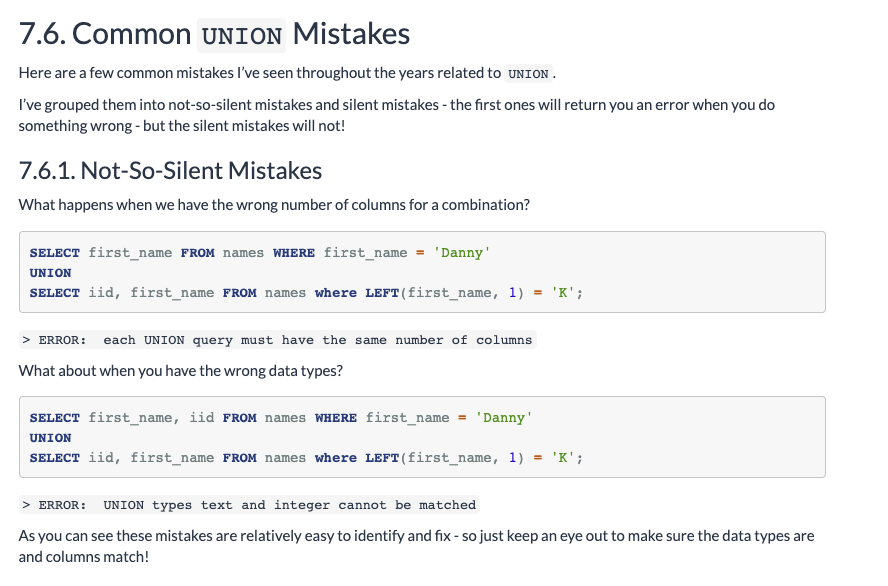 7.6. Common UNION Mistakes
Here are a few common mistakes I've seen throughout the years related to UNION.
I've grouped them into not-so-silent mistakes and silent mistakes - the first ones will return you an error when you do
something wrong - but the silent mistakes will not!
7.6.1. Not-So-Silent Mistakes
What happens when we have the wrong number of columns for a combination?
SELECT first_name FROM names WHERE first_name = 'Danny'
UNION
SELECT iid, first_name FROM names where LEFT(first_name, 1) = 'K';
> ERROR:  each UNION query must have the same number of columns
What about when you have the wrong data types?
SELECT first_name, iid FROM names WHERE first_name = 'Danny'
UNION
SELECT iid, first_name FROM names where LEFT(first_name, 1) = 'K';
> ERROR:  UNION types text and integer cannot be matched
As you can see these mistakes are relatively easy to identify and fix - so just keep an eye out to make sure the data types are
and columns match!